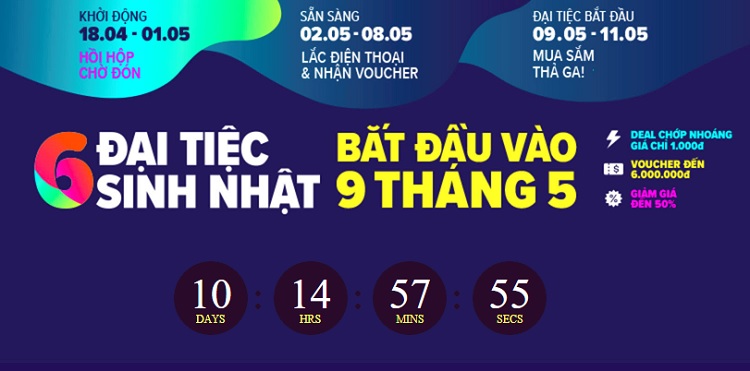 KHỞI ĐỘNG
18.04 - 01.05
HỒI HỘP
CHỜ ĐÓN
SẴN SÀNG
02.05 - 08.05
LẮC ĐIỆN THOẠI
& NHẬN VOUCHER
ĐẠI TIỆC BẮT ĐẦU
09.05 - 11.05
MUA SẮM
THẢ GA!
6 ĐẠI TIỆC
SINH NHẬT
BẮT ĐẦU VÀO
9 THÁNG 5
DEAL CHỚP NHOÁNG
GIÁ CHỈ 1.000đ
VOUCHER ĐẾN
6.000.000đ
GIẢM GIÁ
ĐẾN 50%
10 : 14 : 57 : 55
DAYS HRS MINS SECS